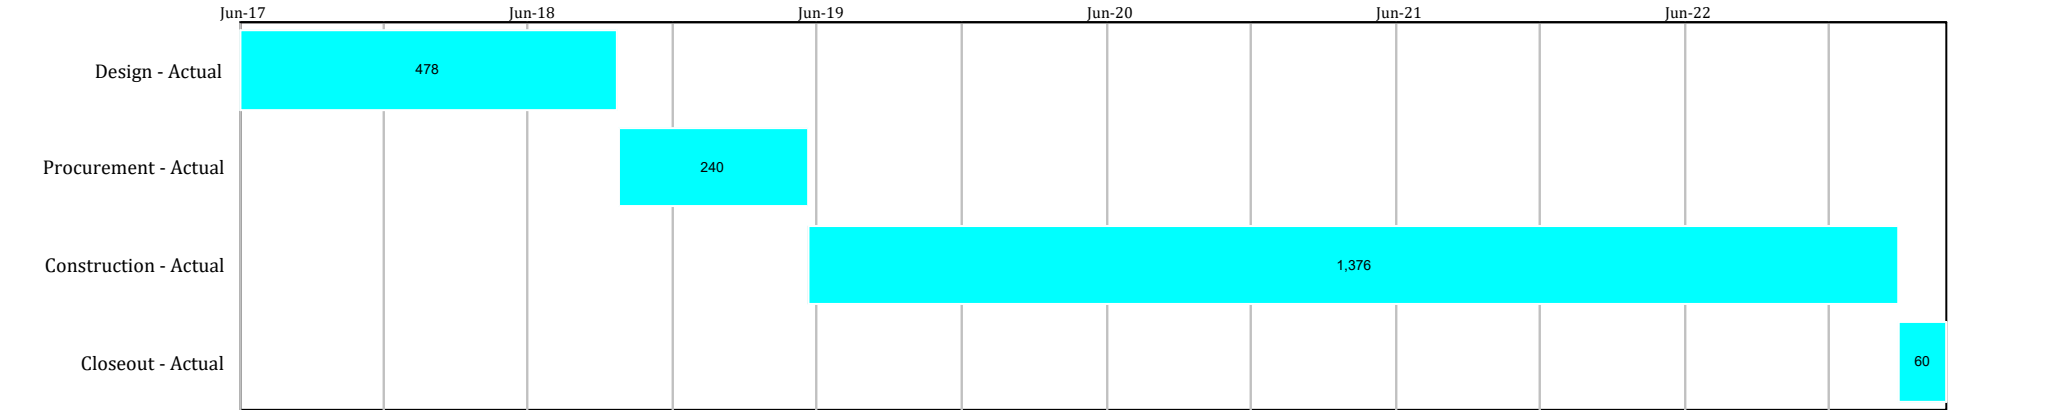 Jun-17 Jun-18 Jun-19 Jun-20 Jun-21 Jun-22
Design - Actual 478
Procurement - Actual 240
Construction - Actual 1,376
Closeout - Actual 60